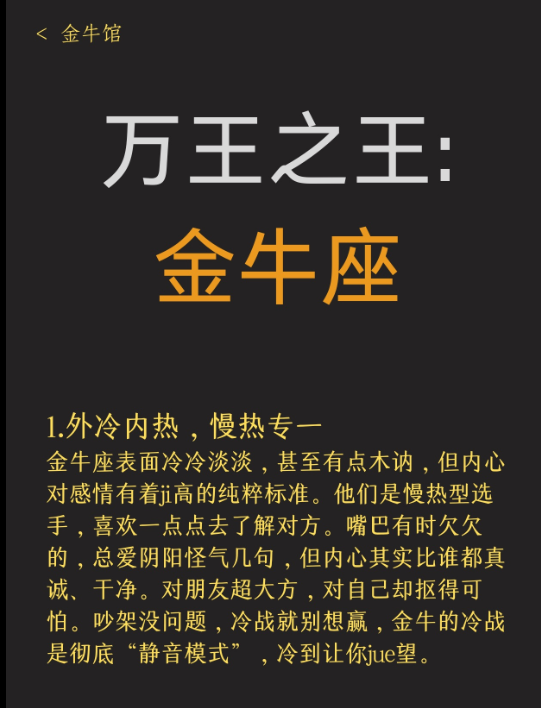 < 金牛馆
万王之王:
金牛座
1.外冷内热，慢热专一
金牛座表面冷冷淡淡，甚至有点木讷，但内心
对感情有着ji高的纯粹标准。他们是慢热型选
手，喜欢一点点去了解对方。嘴巴有时欠欠
的，总爱阴阳怪气几句，但内心其实比谁都真
诚、干净。对朋友超大方，对自己却抠得可
怕。吵架没问题，冷战就别想赢，金牛的冷战
是彻底“静音模式”，冷到让你jue望。